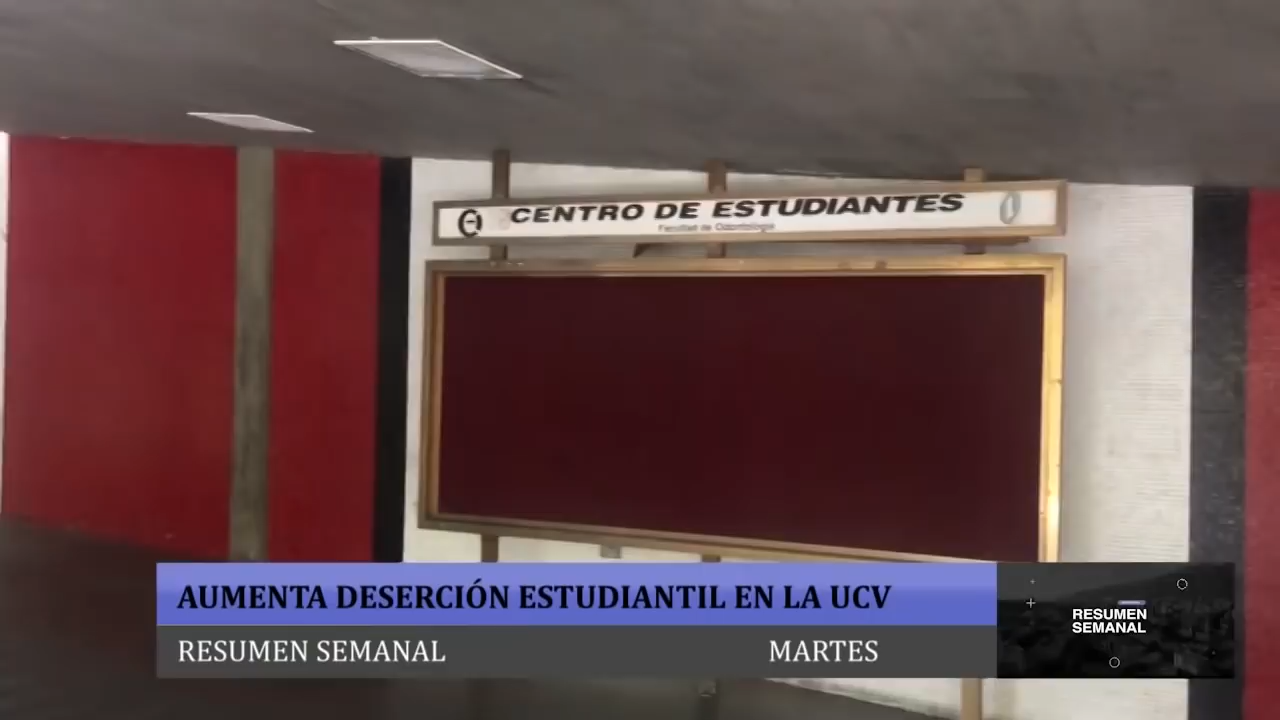 CENTRO DE ESTUDIANTES
Facultad de Odontología
AUMENTA DESERCIÓN ESTUDIANTIL EN LA UCV
RESUMEN SEMANAL
MARTES
RESUMEN
SEMANAL